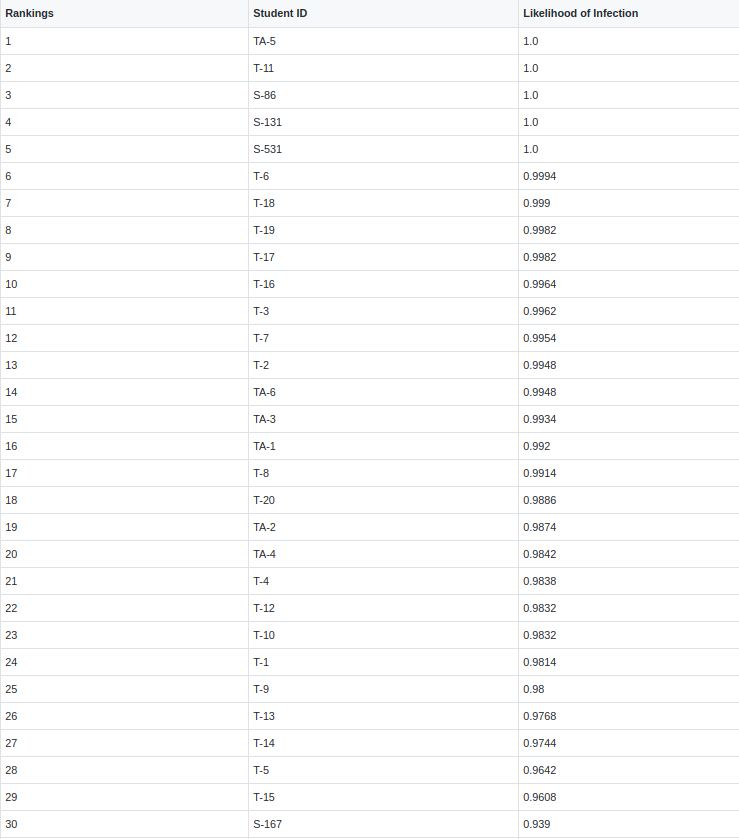 Rankings Student ID Likelihood of Infection
1 TA-5 1.0
2 T-11 1.0
3 S-86 1.0
4 S-131 1.0
5 S-531 1.0
6 T-6 0.9994
7 T-18 0.999
8 T-19 0.9982
9 T-17 0.9982
10 T-16 0.9964
11 T-3 0.9962
12 T-7 0.9954
13 T-2 0.9948
14 TA-6 0.9948
15 TA-3 0.9934
16 TA-1 0.992
17 T-8 0.9914
18 T-20 0.9886
19 TA-2 0.9874
20 TA-4 0.9842
21 T-4 0.9838
22 T-12 0.9832
23 T-10 0.9832
24 T-1 0.9814
25 T-9 0.98
26 T-13 0.9768
27 T-14 0.9744
28 T-5 0.9642
29 T-15 0.9608
30 S-167 0.939